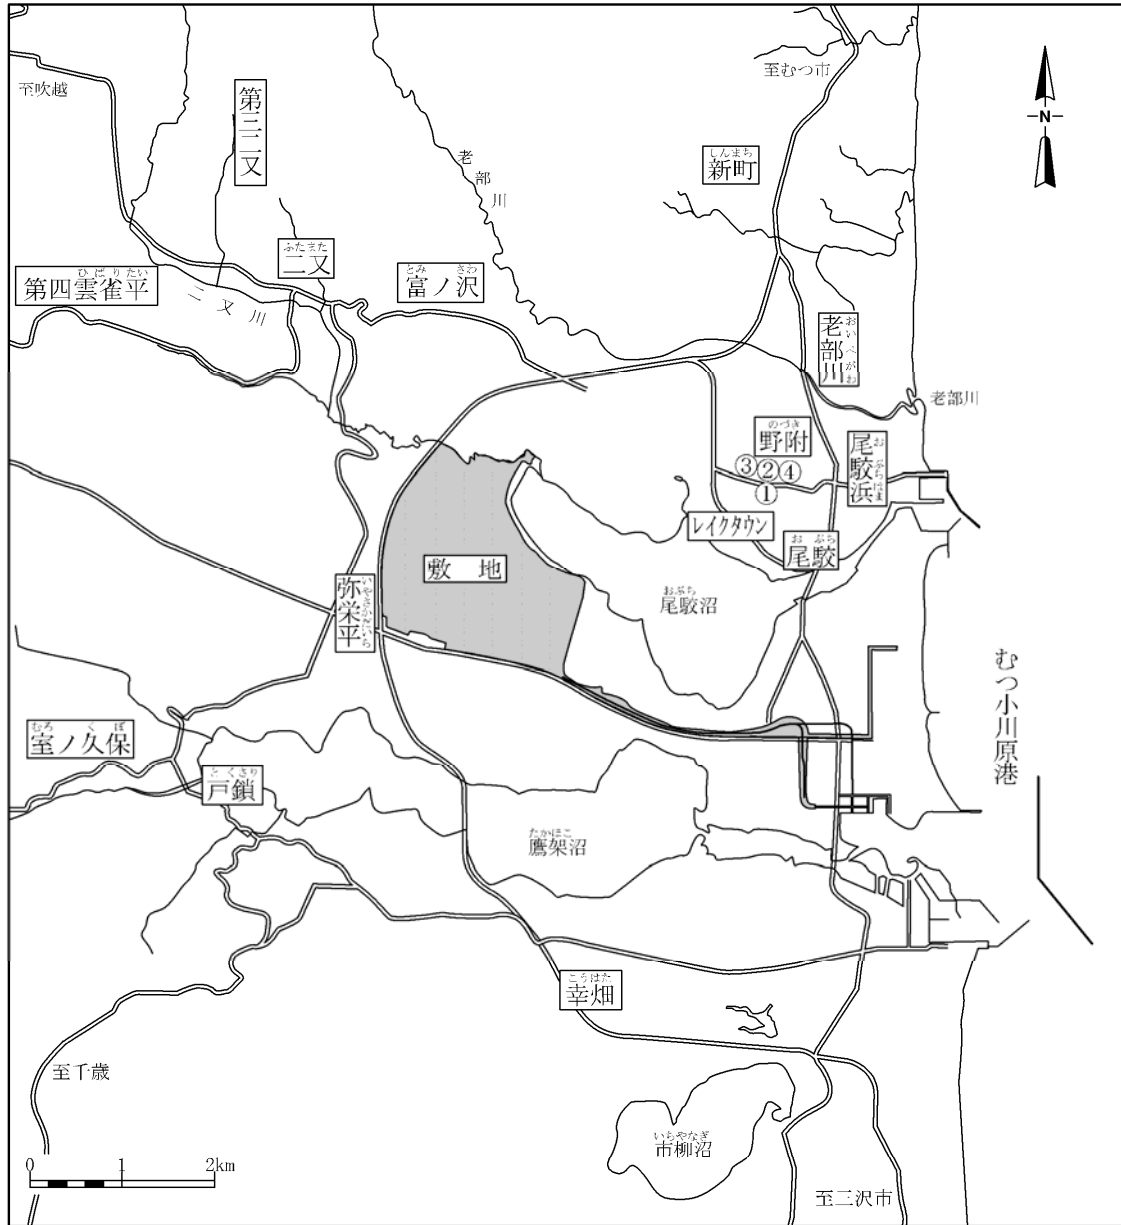 至むつ市
至吹越
N
第三二又
しんまち
新町
老部川
ふたまた
二又
とみ さわ
富ノ沢
ひばりたい
第四雲雀平
二又川
老部川
おいべがわ
老部川
のづき
野附
尾駮浜
おぶちはま
③②④
①
レイクタウン
おぶち
尾駮
敷地
おぶち
尾駮沼
弥栄平
いやさかたいち
むつ小川原港
むろ くぼ
室ノ久保
とくさり
戸鎖
たかほこ
鷹架沼
こうはた
幸畑
至千歳
いちやなぎ
市柳沼
0 1 2km
至三沢市